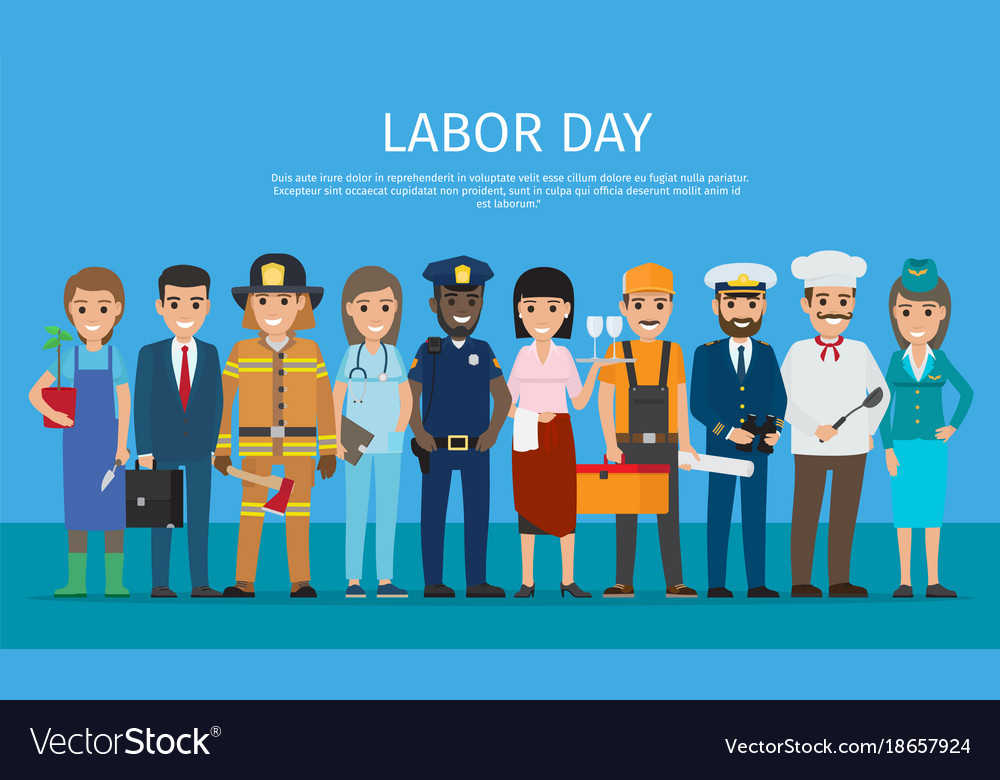 LABOR DAY
Duis aute irure dolor in reprehenderit in voluptate velit esse cillum dolore eu fugiat nulla pariatur.
Excepteur sint occaecat cupidatat non proident, sunt in culpa qui officia deserunt mollit anim id
est laborum."
VectorStock®
VectorStock.com/18657924